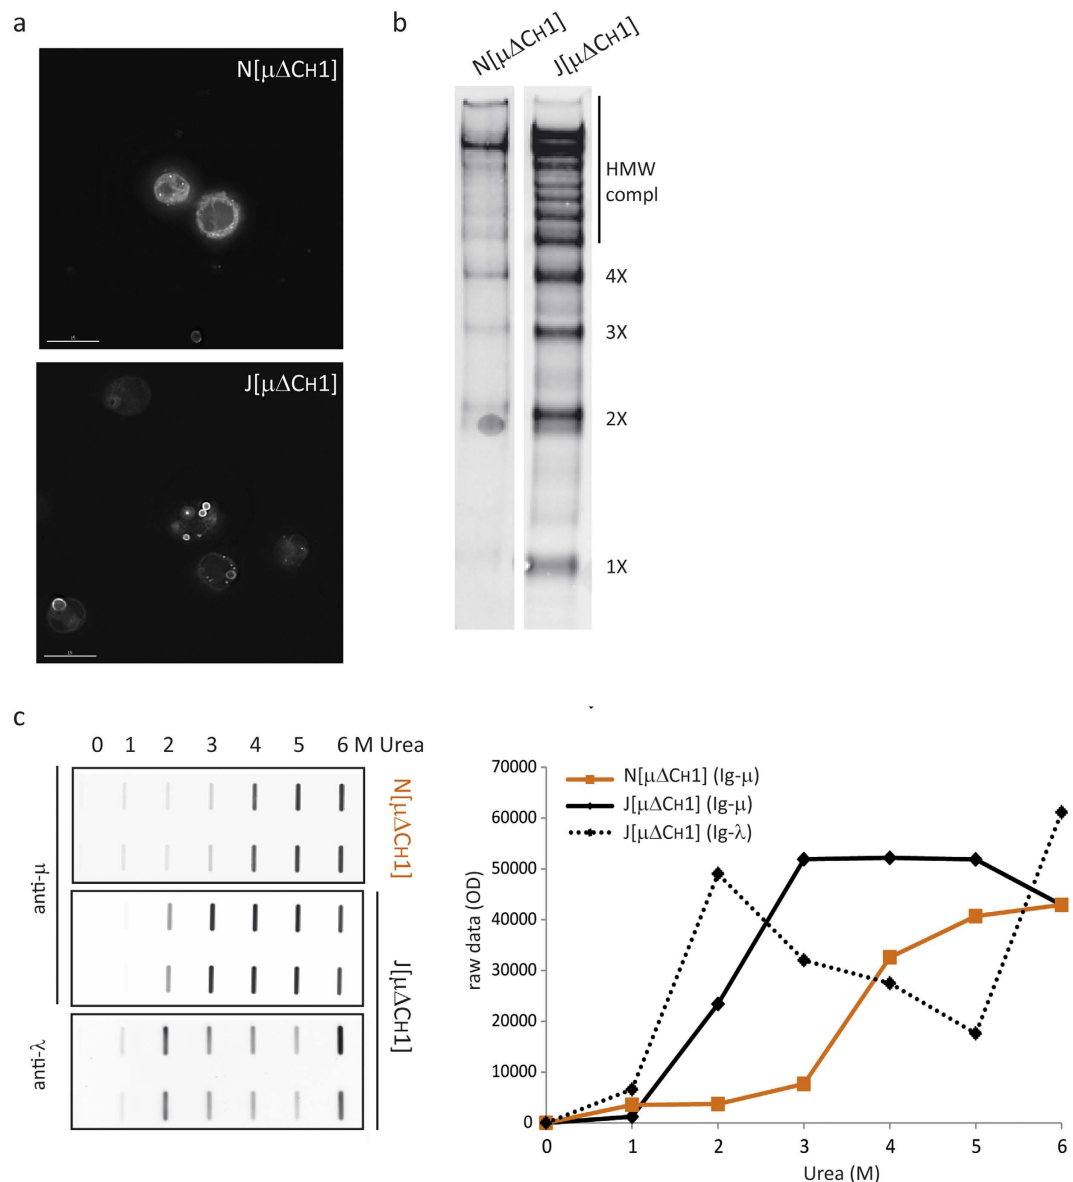 a
N[μΔCH1]
J[μΔCH1]
b
N[μΔCH1]
J[μΔCH1]
HMW
compl
4X
3X
2X
1X
c
0 1 2 3 4 5 6 M Urea
anti-μ
anti-λ
N[μΔCH1]
J[μΔCH1]
70000
60000
50000
40000
30000
20000
10000
0
raw data (OD)
N[μΔCH1] (Ig-μ)
J[μΔCH1] (Ig-μ)
J[μΔCH1] (Ig-λ)
0 1 2 3 4 5 6
Urea (M)